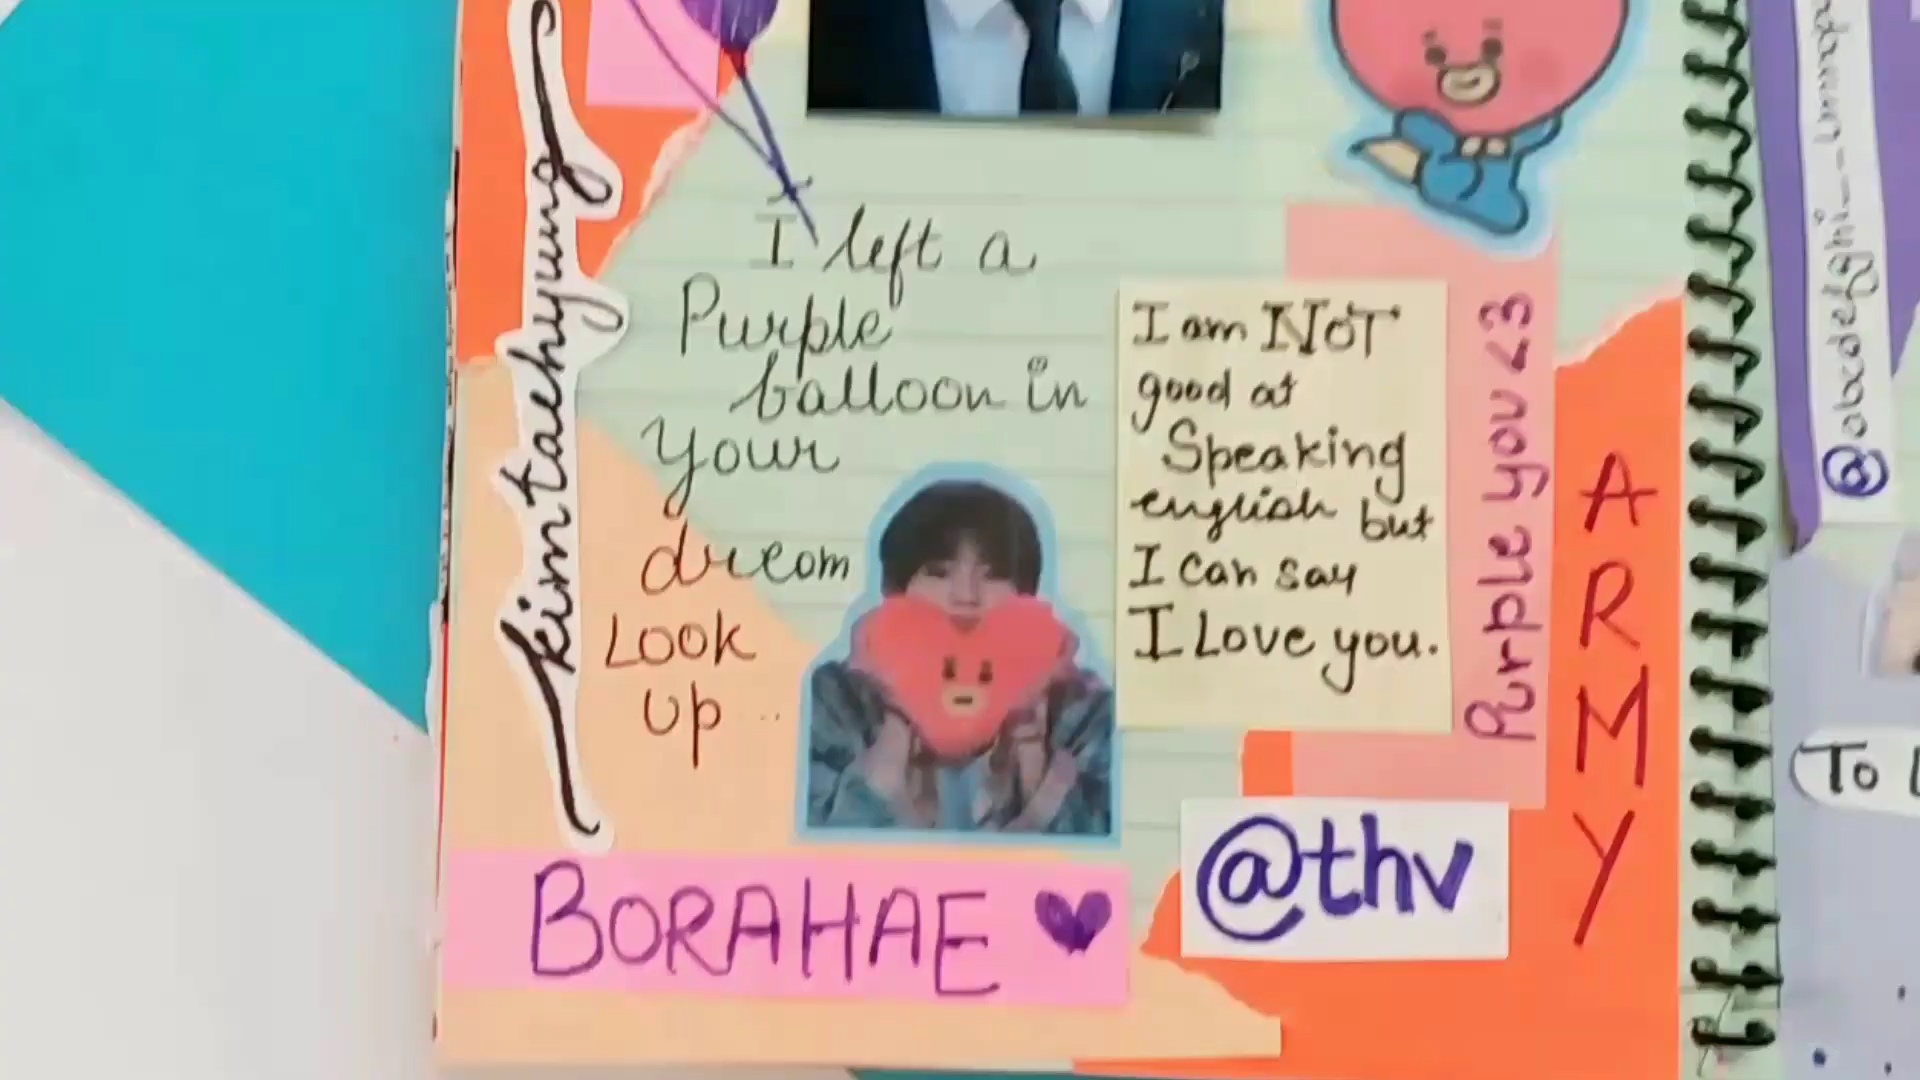 kimtaehyung
I left a
Purple
balloon in
your
dream
Look
up ..
I am NOT
good at
Speaking
english but
I can say
I Love you.
Purple you <3
ARMY
@thv
BORAHAE
To